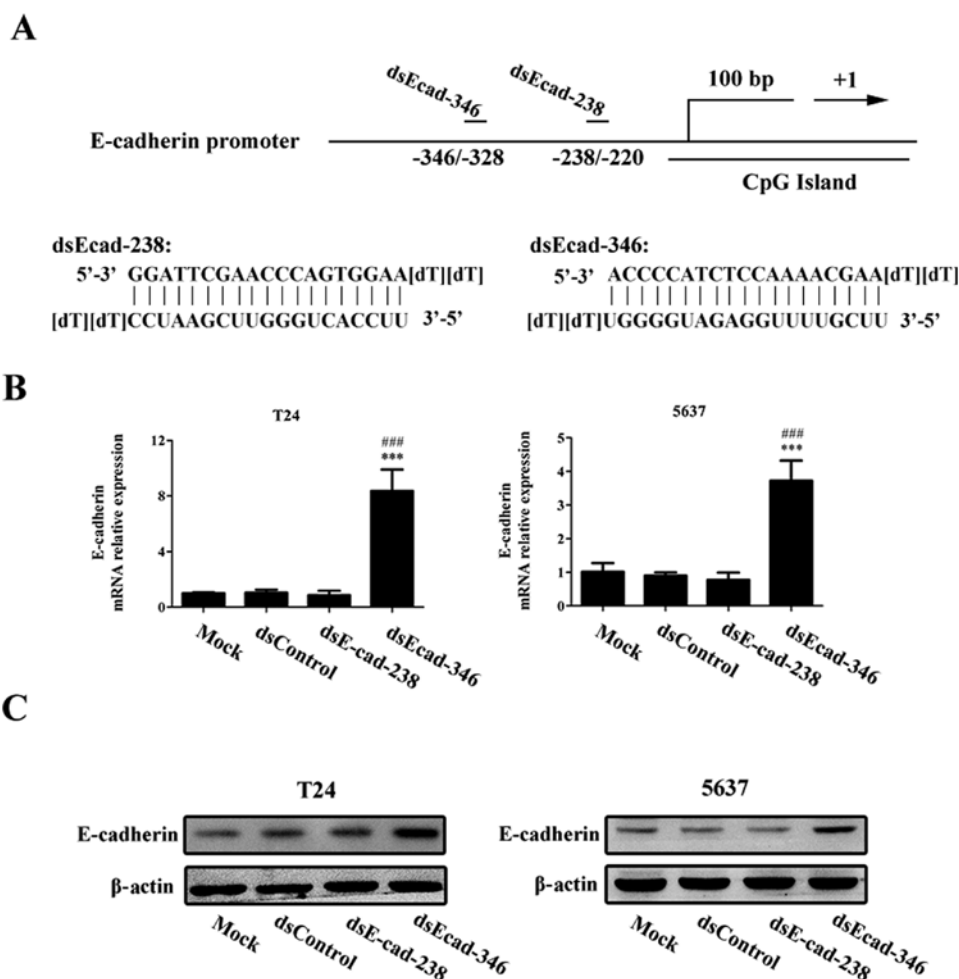 A
dsEcad-346
dsEcad-238
100 bp
+1
E-cadherin promoter
-346/-328
-238/-220
CpG Island
dsEcad-238:
5'-3' GGATTCGAACCCAGTGGAA[dT][dT]
[dT][dT]CCUAAGCUUGGGUCACCUU 3'-5'
dsEcad-346:
5'-3' ACCCCATCTCCAAAACGAA[dT][dT]
[dT][dT]UGGGGUAGAGGUUUUGCUU 3'-5'
B
T24
E-cadherin
mRNA relative expression
12
8
4
0
###
***
Mock
dsControl
dsE-cad-238
dsEcad-346
5637
E-cadherin
mRNA relative expression
5
4
3
2
1
0
###
***
Mock
dsControl
dsE-cad-238
dsEcad-346
C
T24
E-cadherin
β-actin
Mock
dsControl
dsE-cad-238
dsEcad-346
5637
E-cadherin
β-actin
Mock
dsControl
dsE-cad-238
dsEcad-346